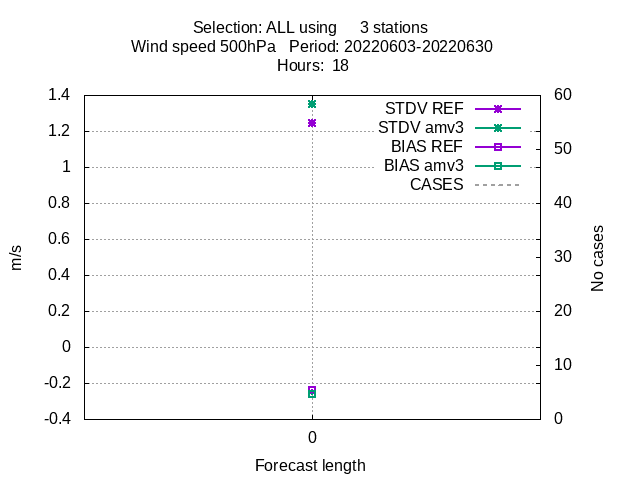 Selection: ALL using     3 stations
Wind speed 500hPa   Period: 20220603-20220630
Hours:  18
1.4
1.2
1
0.8
0.6
0.4
0.2
0
-0.2
-0.4
60
50
40
30
20
10
0
STDV REF
STDV amv3
BIAS REF
BIAS amv3
CASES
m/s
No cases
0
Forecast length